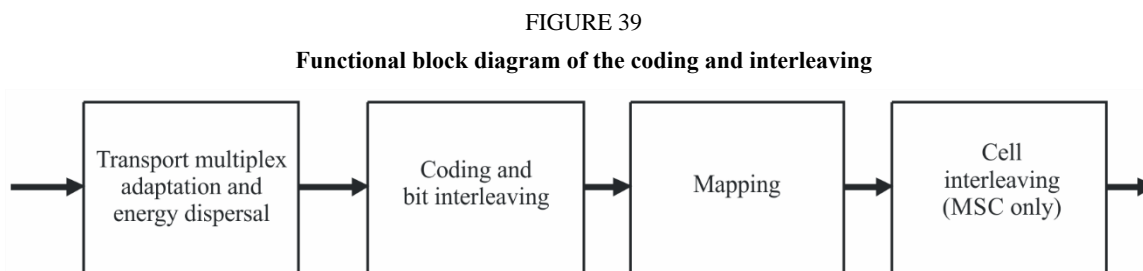 FIGURE 39
Functional block diagram of the coding and interleaving
Transport multiplex
adaptation and
energy dispersal
Coding and
bit interleaving
Mapping
Cell
interleaving
(MSC only)